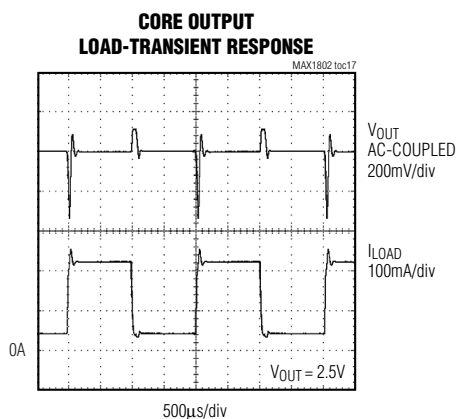 CORE OUTPUT
LOAD-TRANSIENT RESPONSE
MAX1802 toc17
VOUT
AC-COUPLED
200mV/div
ILOAD
100mA/div
0A
VOUT = 2.5V
500μs/div